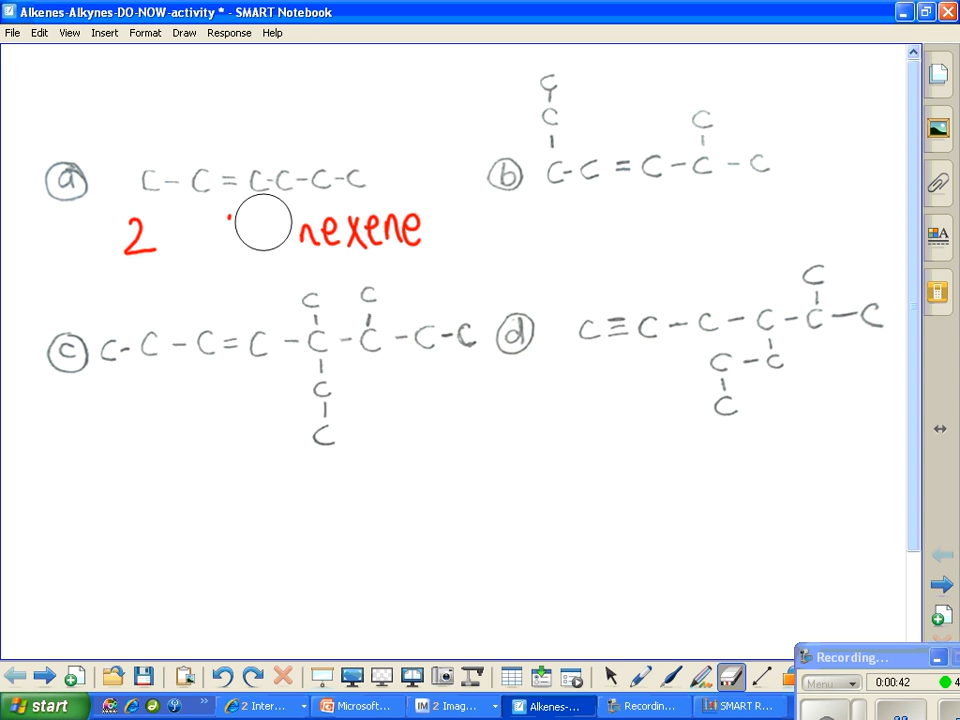 Alkenes-Alkynes-DO-NOW-activity * - SMART Notebook
File Edit View Insert Format Draw Response Help
C
C C
(a) C - C = C-C-C-C (b) C-C = C - C - C
2 hexene
C C C
(c) C- C - C = C - C - C - C-C (d) C ≡ C - C - C - C - C
C C - C
C C
Recording...
Menu 0:00:42 4
start 2 Inter... Microsoft... 2 Imag... Alkenes-... Recordin... SMART R...